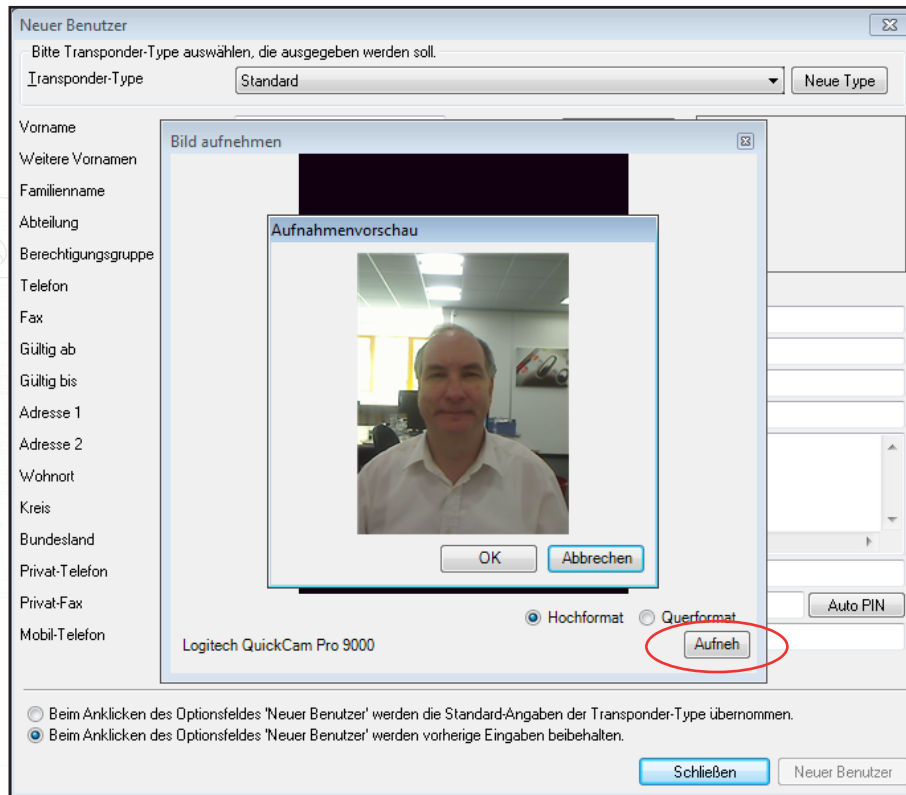 Neuer Benutzer
Bitte Transponder-Type auswählen, die ausgegeben werden soll.
Transponder-Type
Standard
Neue Type
Vorname
Weitere Vornamen
Familienname
Abteilung
Berechtigungsgruppe
Telefon
Fax
Gültig ab
Gültig bis
Adresse 1
Adresse 2
Wohnort
Kreis
Bundesland
Privat-Telefon
Privat-Fax
Mobil-Telefon
Bild aufnehmen
Aufnahmenvorschau
OK
Abbrechen
Hochformat
Querformat
Logitech QuickCam Pro 9000
Aufneh
Auto PIN
Beim Anklicken des Optionsfeldes 'Neuer Benutzer' werden die Standard-Angaben der Transponder-Type übernommen.
Beim Anklicken des Optionsfeldes 'Neuer Benutzer' werden vorherige Eingaben beibehalten.
Schließen
Neuer Benutzer